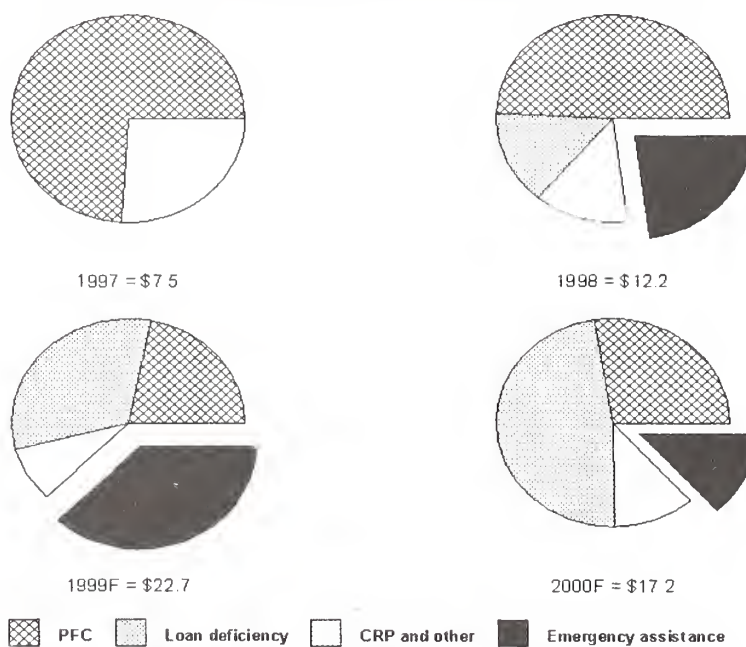 1997 = $7 5
1998 = $12.2
1999F = $22.7
2000F = $17 2
PFC Loan deficiency CRP and other Emergency assistance